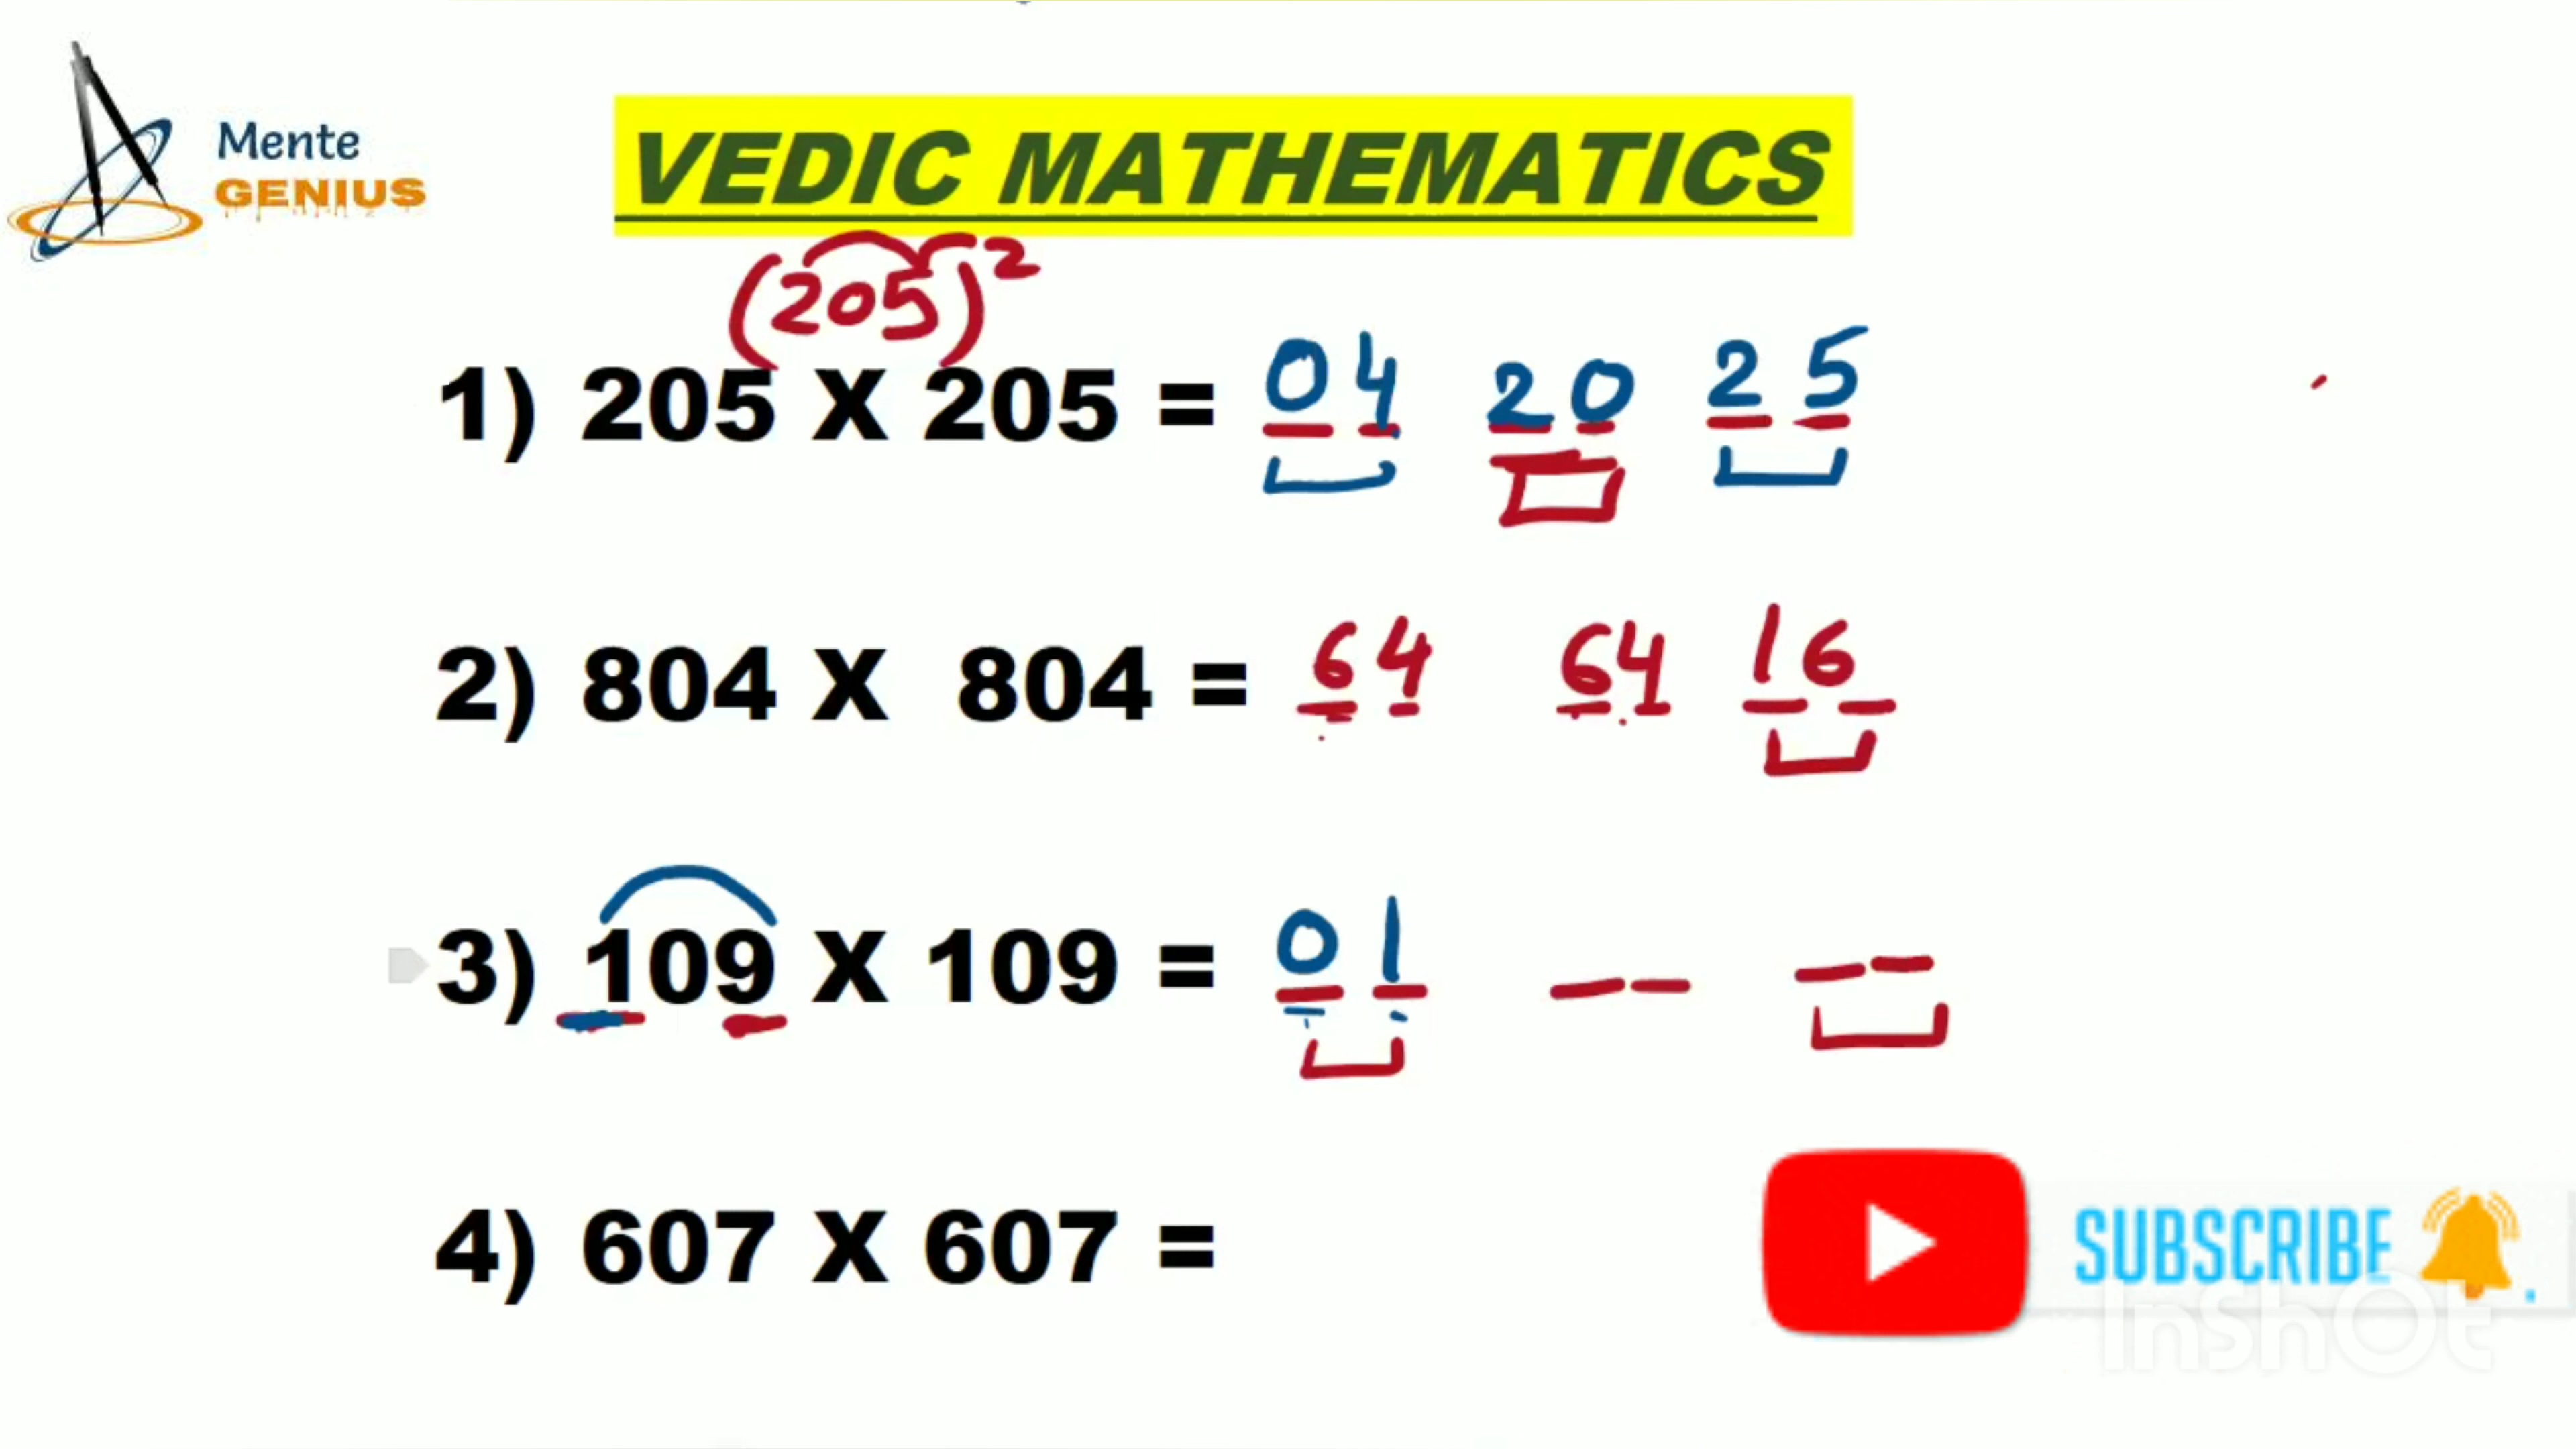 Mente
GENIUS
VEDIC MATHEMATICS
(205)²
1) 205 X 205 = 04 20 25
2) 804 X 804 = 64 64 16
3) 109 X 109 = 01
4) 607 X 607 =
SUBSCRIBE
InShOt